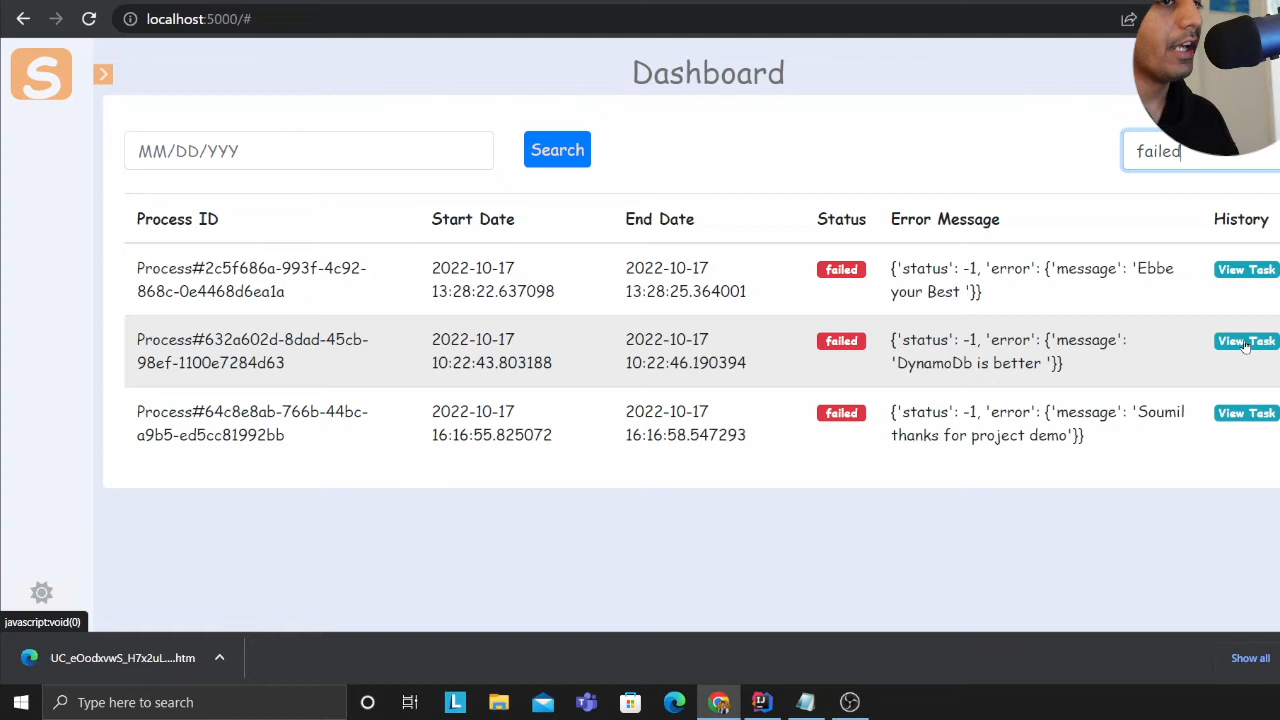 localhost:5000/#
S
Dashboard
MM/DD/YYY
Search
failed
Process ID
Start Date
End Date
Status
Error Message
History
Process#2c5f686a-993f-4c92-
868c-0e4468d6ea1a
2022-10-17
13:28:22.637098
2022-10-17
13:28:25.364001
failed
{'status': -1, 'error': {'message': 'Ebbe
your Best '}}
View Task
Process#632a602d-8dad-45cb-
98ef-1100e7284d63
2022-10-17
10:22:43.803188
2022-10-17
10:22:46.190394
failed
{'status': -1, 'error': {'message':
'DynamoDb is better '}}
View Task
Process#64c8e8ab-766b-44bc-
a9b5-ed5cc81992bb
2022-10-17
16:16:55.825072
2022-10-17
16:16:58.547293
failed
{'status': -1, 'error': {'message': 'Soumil
thanks for project demo'}}
View Task
javascript:void(0)
UC_eOodxvwS_H7x2uL....htm
Show all
Type here to search